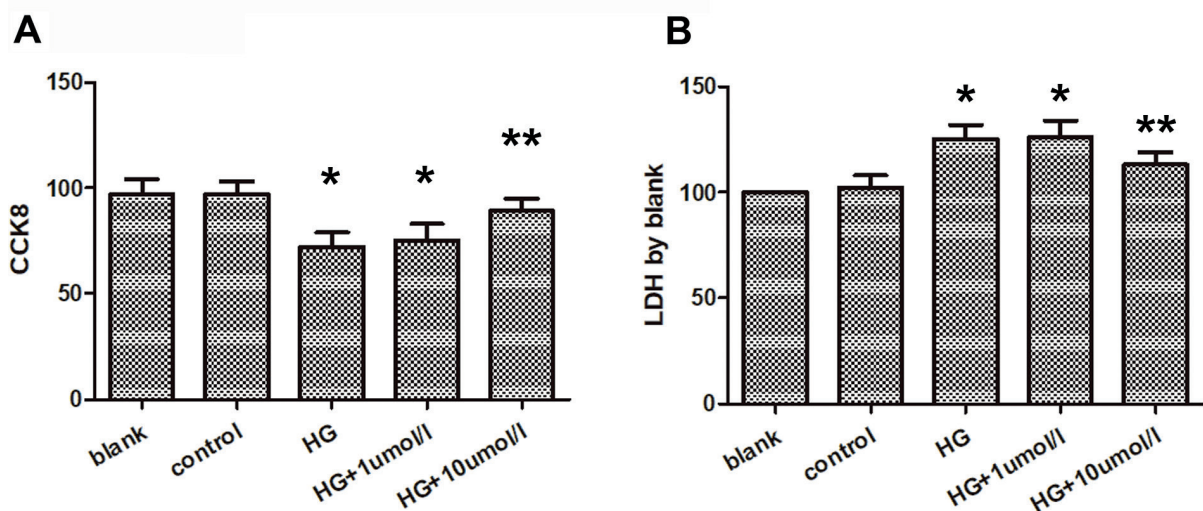 A
CCK8
150
100
50
0
*
*
**
blank
control
HG
HG+1umol/l
HG+10umol/l
B
LDH by blank
150
100
50
0
*
*
**
blank
control
HG
HG+1umol/l
HG+10umol/l